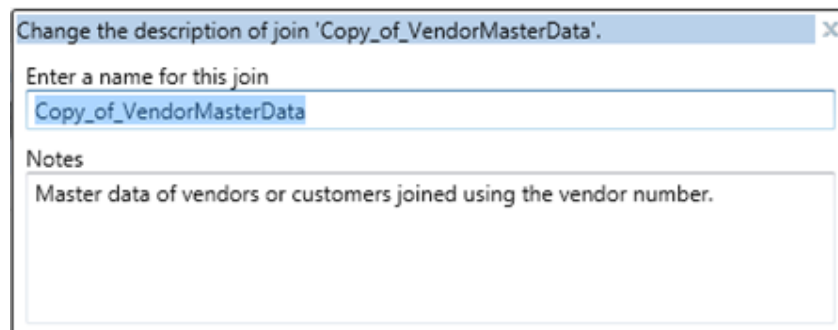 Change the description of join 'Copy_of_VendorMasterData'.
Enter a name for this join
Copy_of_VendorMasterData
Notes
Master data of vendors or customers joined using the vendor number.